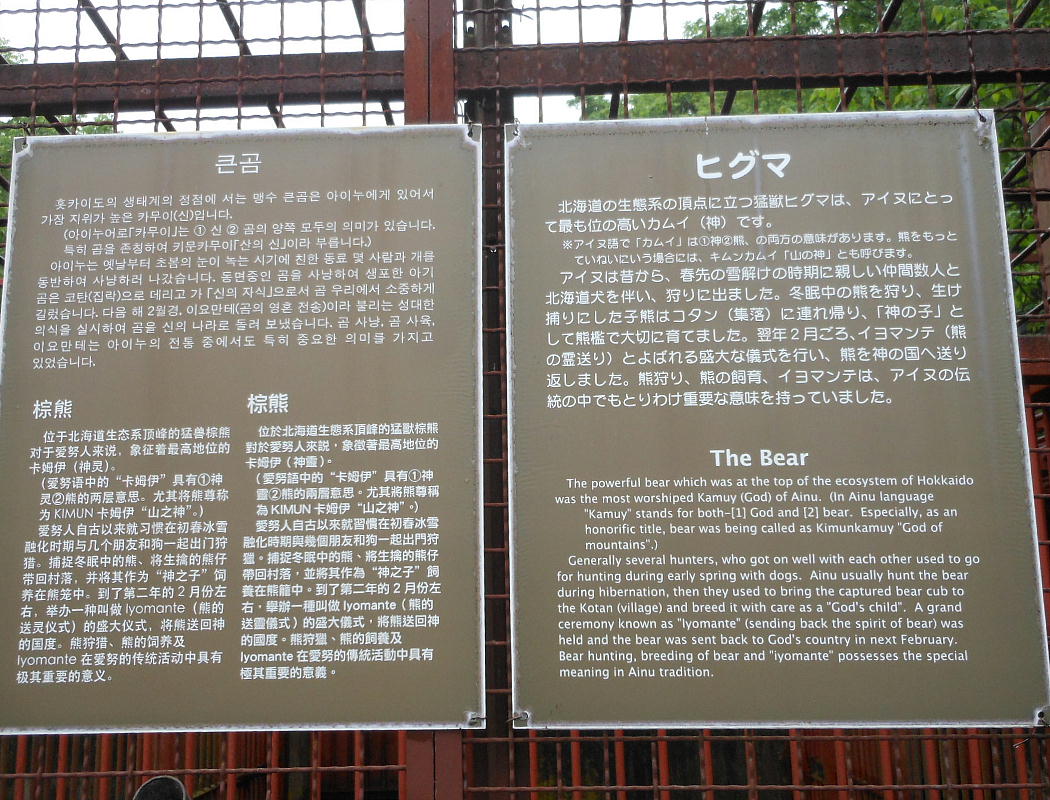 큰곰
홋카이도의 생태계의 정점에 서는 맹수 큰곰은 아이누에게 있어서
가장 지위가 높은 카무이(신)입니다.
(아이누어로「카무이」는 ① 신 ② 곰의 양쪽 모두의 의미가 있습니다.
특히 곰을 존칭하여 키문카무이「산의 신」이라 부릅니다.)
아이누는 옛날부터 초봄의 눈이 녹는 시기에 친한 동료 몇 사람과 개를
동반하여 사냥하러 나갔습니다. 동면중인 곰을 사냥하여 생포한 아기
곰은 코탄(집락)으로 데리고 가「신의 자식」으로서 곰 우리에서 소중하게
길렀습니다. 다음 해 2월경, 이요만테(곰의 영혼 전송)이라 불리는 성대한
의식을 실시하여 곰을 신의 나라로 돌려 보냈습니다. 곰 사냥, 곰 사육,
이요만테는 아이누의 전통 중에서도 특히 중요한 의미를 가지고
있었습니다.
棕熊
位于北海道生态系顶峰的猛兽棕熊
对于爱努人来说，象征着最高地位的
卡姆伊（神灵）。
（爱努语中的“卡姆伊”具有①神
灵②熊的两层意思。尤其将熊尊称
为 KIMUN 卡姆伊“山之神”。）
爱努人自古以来就习惯在初春冰雪
融化时期与几个朋友和狗一起出门狩
猎。捕捉冬眠中的熊、将生擒的熊仔
带回村落，并将其作为“神之子”饲
养在熊笼中。到了第二年的 2 月份左
右，举办一种叫做 Iyomante（熊的
送灵仪式）的盛大仪式，将熊送回神
的国度。熊狩猎、熊的饲养及
Iyomante 在爱努的传统活动中具有
极其重要的意义。
棕熊
位於北海道生態系頂峰的猛獸棕熊
對於愛努人來説，象徵著最高地位的
卡姆伊（神靈）。
（愛努語中的“卡姆伊”具有①神
靈②熊的兩層意思。尤其將熊尊稱
為 KIMUN 卡姆伊“山之神”。）
愛努人自古以來就習慣在初春冰雪
融化時期與幾個朋友和狗一起出門狩
獵。捕捉冬眠中的熊、將生擒的熊仔
帶回村落，並將其作為“神之子”飼
養在熊籠中。到了第二年的 2 月份左
右，舉辦一種叫做 Iyomante（熊的
送靈儀式）的盛大儀式，將熊送回神
的國度。熊狩獵、熊的飼養及
Iyomante 在愛努的傳統活動中具有
極其重要的意義。
ヒグマ
北海道の生態系の頂点に立つ猛獣ヒグマは、アイヌにとっ
て最も位の高いカムイ（神）です。
※アイヌ語で「カムイ」は①神②熊、の両方の意味があります。熊をもっと
ていねいにいう場合には、キムンカムイ「山の神」とも呼びます。
アイヌは昔から、春先の雪解けの時期に親しい仲間数人と
北海道犬を伴い、狩りに出ました。冬眠中の熊を狩り、生け
捕りにした子熊はコタン（集落）に連れ帰り、「神の子」と
して熊檻で大切に育てました。翌年２月ごろ、イヨマンテ（熊
の霊送り）とよばれる盛大な儀式を行い、熊を神の国へ送り
返しました。熊狩り、熊の飼育、イヨマンテは、アイヌの伝
統の中でもとりわけ重要な意味を持っていました。
The Bear
The powerful bear which was at the top of the ecosystem of Hokkaido
was the most worshiped Kamuy (God) of Ainu. (In Ainu language
"Kamuy" stands for both–[1] God and [2] bear. Especially, as an
honorific title, bear was being called as Kimunkamuy "God of
mountains".)
Generally several hunters, who got on well with each other used to go
for hunting during early spring with dogs. Ainu usually hunt the bear
during hibernation, then they used to bring the captured bear cub to
the Kotan (village) and breed it with care as a "God's child". A grand
ceremony known as "Iyomante" (sending back the spirit of bear) was
held and the bear was sent back to God's country in next February.
Bear hunting, breeding of bear and "iyomante" possesses the special
meaning in Ainu tradition.